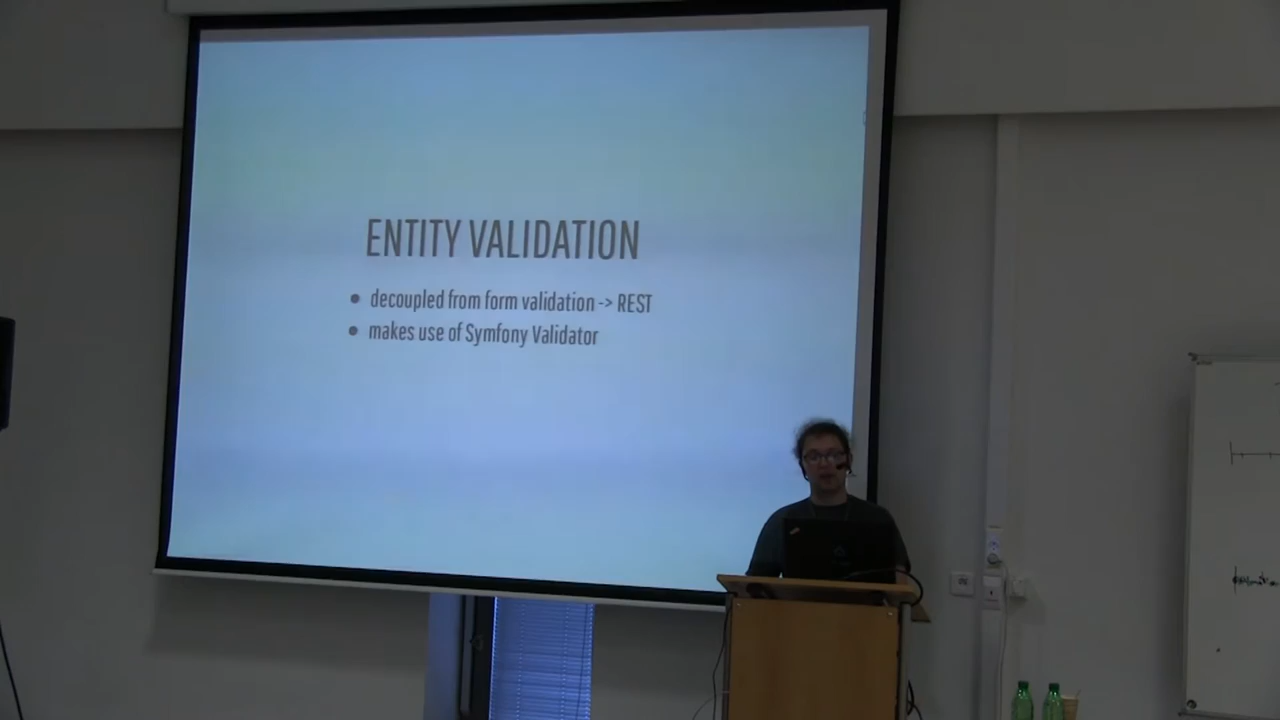 ENTITY VALIDATION
• decoupled from form validation -> REST
• makes use of Symfony Validator